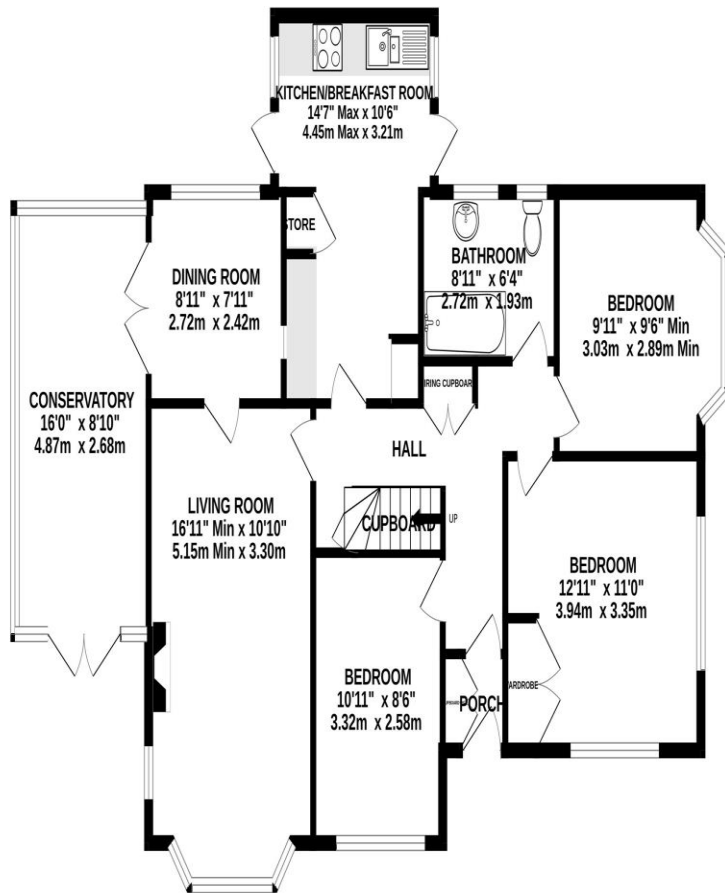 KITCHEN/BREAKFAST ROOM
14'7" Max x 10'6"
4.45m Max x 3.21m
STORE
DINING ROOM
8'11" x 7'11"
2.72m x 2.42m
BATHROOM
8'11" x 6'4"
2.72m x 1.93m
BEDROOM
9'11" x 9'6" Min
3.03m x 2.89m Min
CONSERVATORY
16'0" x 8'10"
4.87m x 2.68m
IRING CUPBOAR
HALL
LIVING ROOM
16'11" Min x 10'10"
5.15m Min x 3.30m
CUPBOARD
UP
BEDROOM
12'11" x 11'0"
3.94m x 3.35m
BEDROOM
10'11" x 8'6"
3.32m x 2.58m
ARDROBE
PORCH